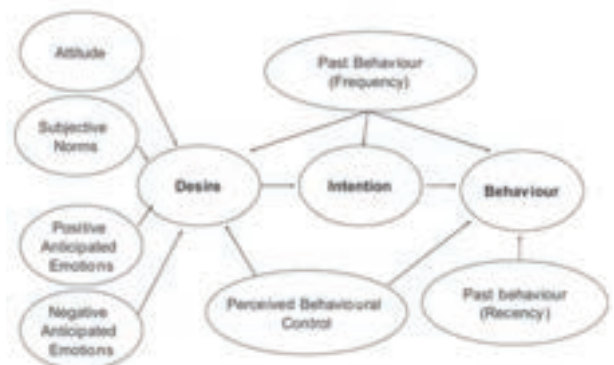 Attitude
Past Behaviour
(Frequency)
Subjective
Norms
Desire
Intention
Behaviour
Positive
Anticipated
Emotions
Perceived Behavioural
Control
Past behaviour
(Recency)
Negative
Anticipated
Emotions